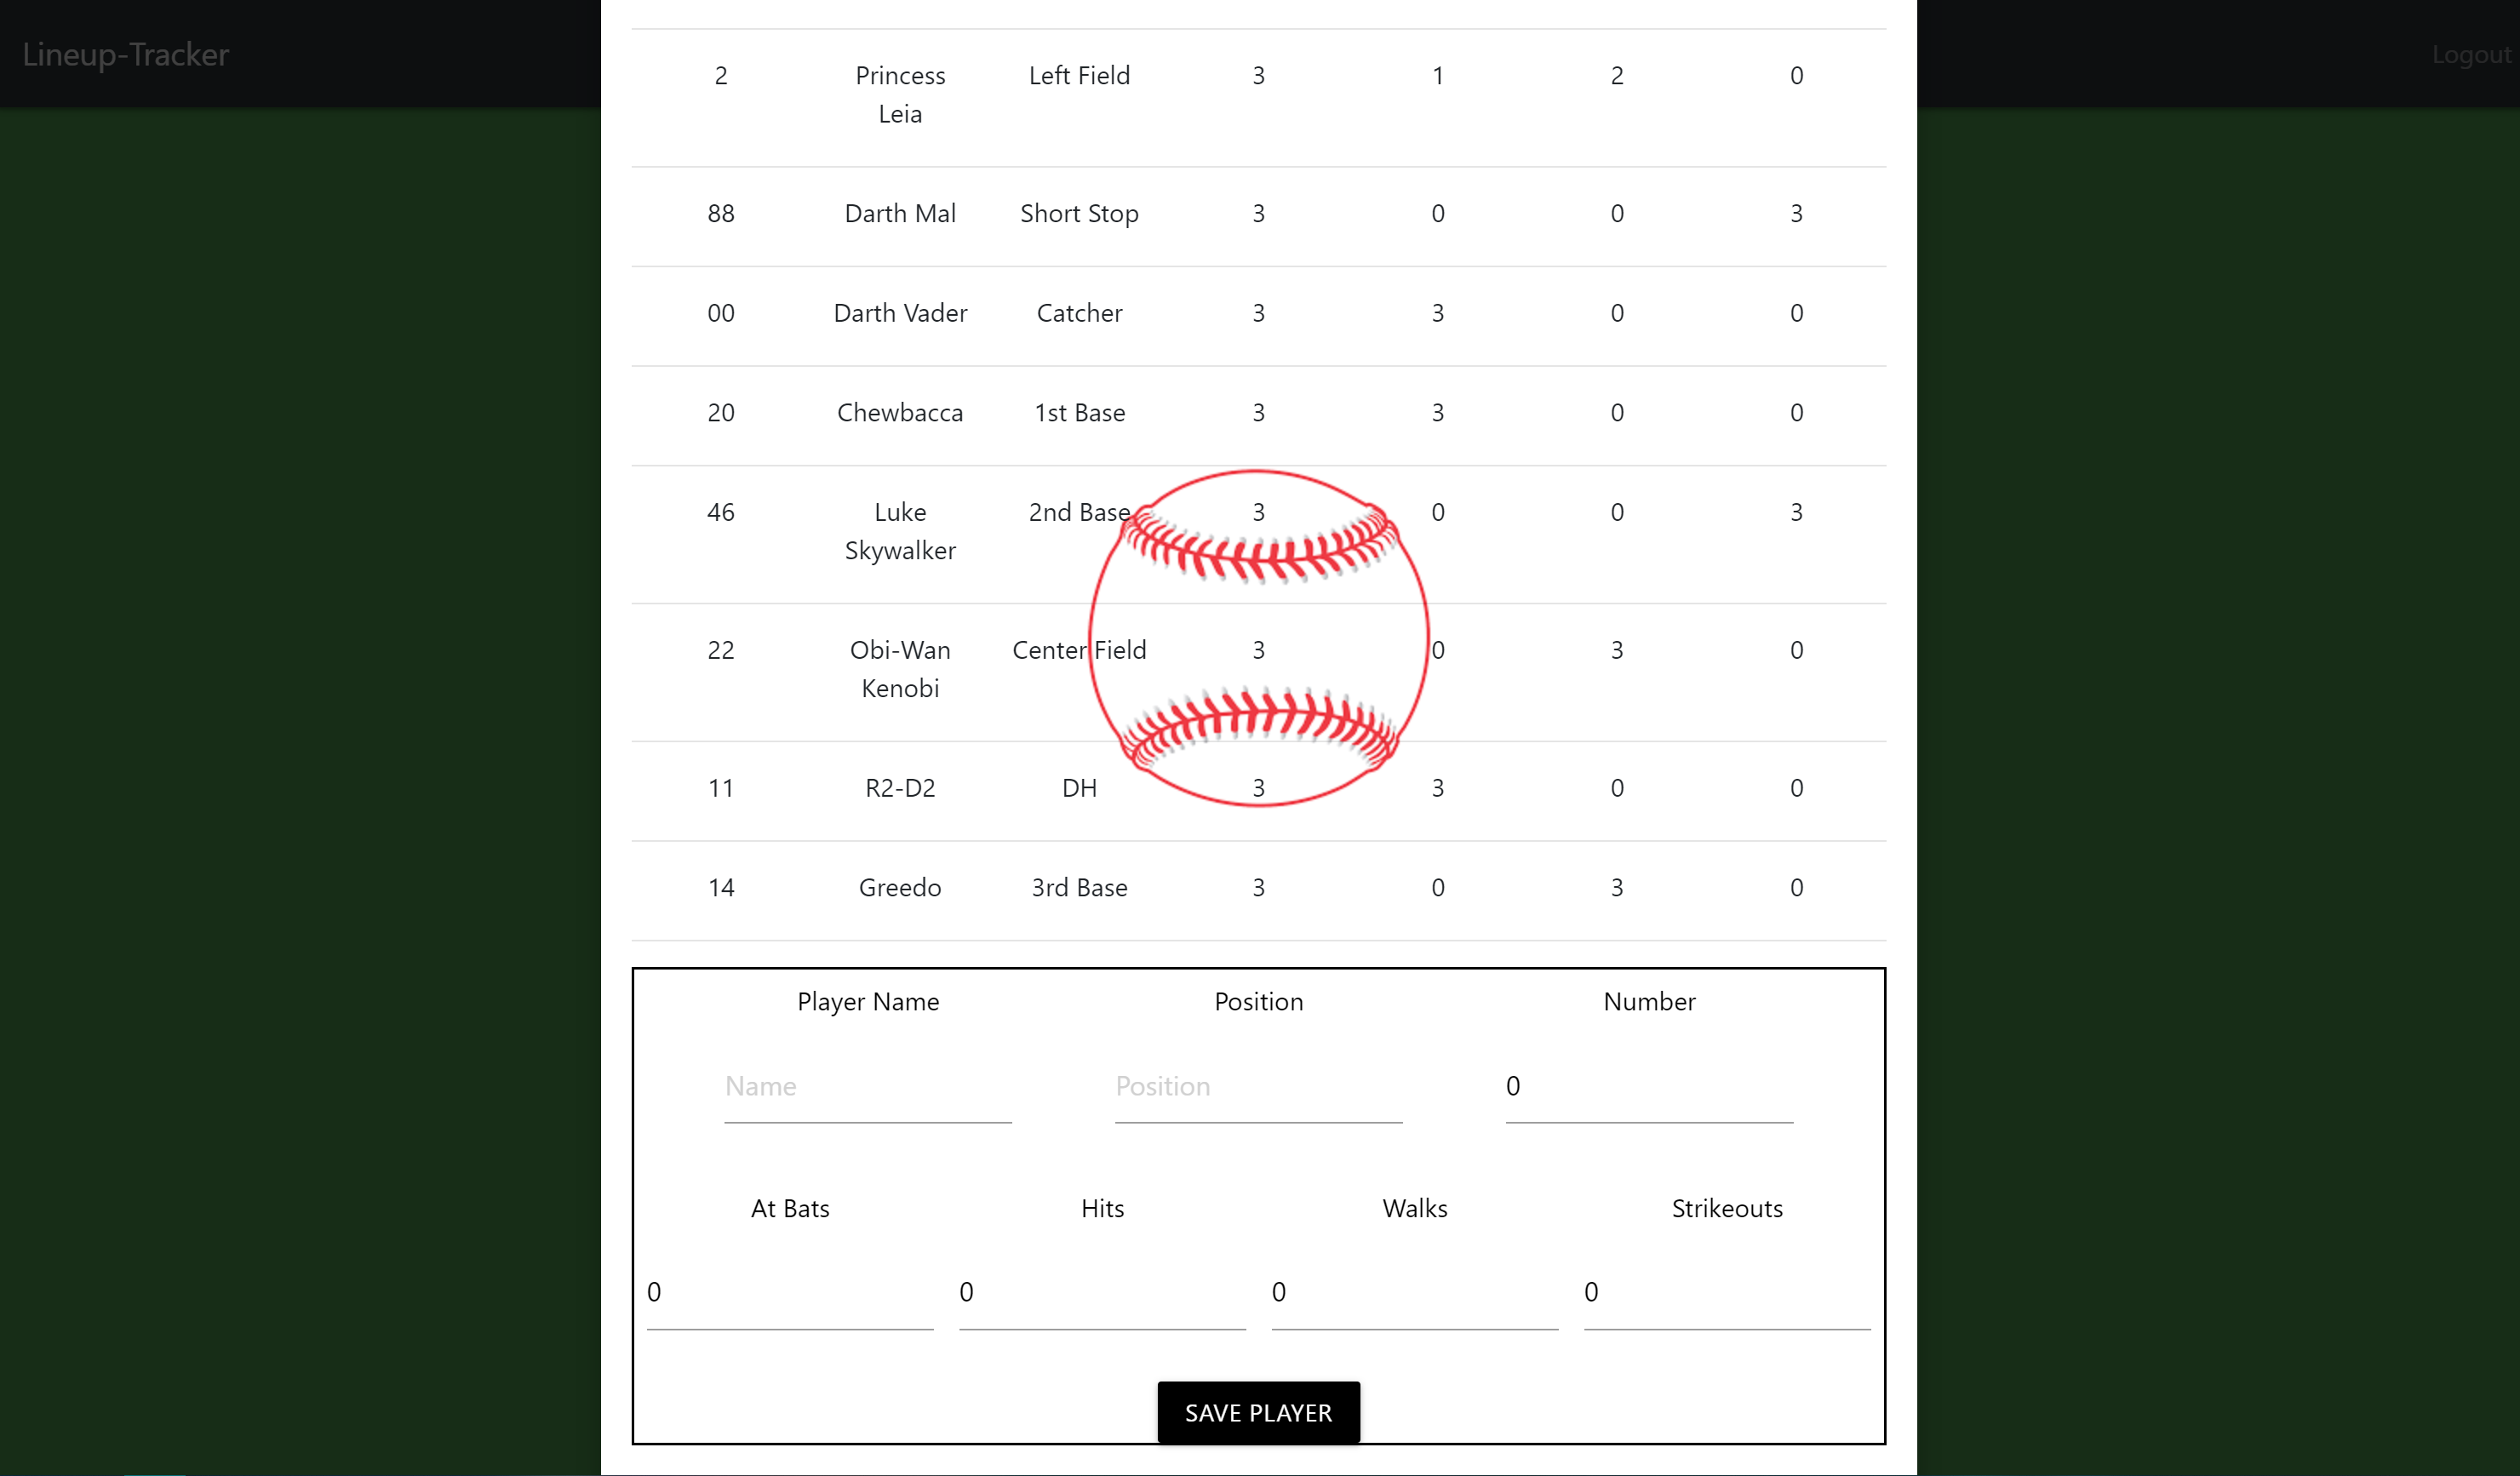 Lineup-Tracker
Logout
2 Princess Leia Left Field 3 1 2 0
88 Darth Mal Short Stop 3 0 0 3
00 Darth Vader Catcher 3 3 0 0
20 Chewbacca 1st Base 3 3 0 0
46 Luke Skywalker 2nd Base 3 0 0 3
22 Obi-Wan Kenobi Center Field 3 0 3 0
11 R2-D2 DH 3 3 0 0
14 Greedo 3rd Base 3 0 3 0
Player Name Position Number
Name Position 0
At Bats Hits Walks Strikeouts
0 0 0 0
SAVE PLAYER